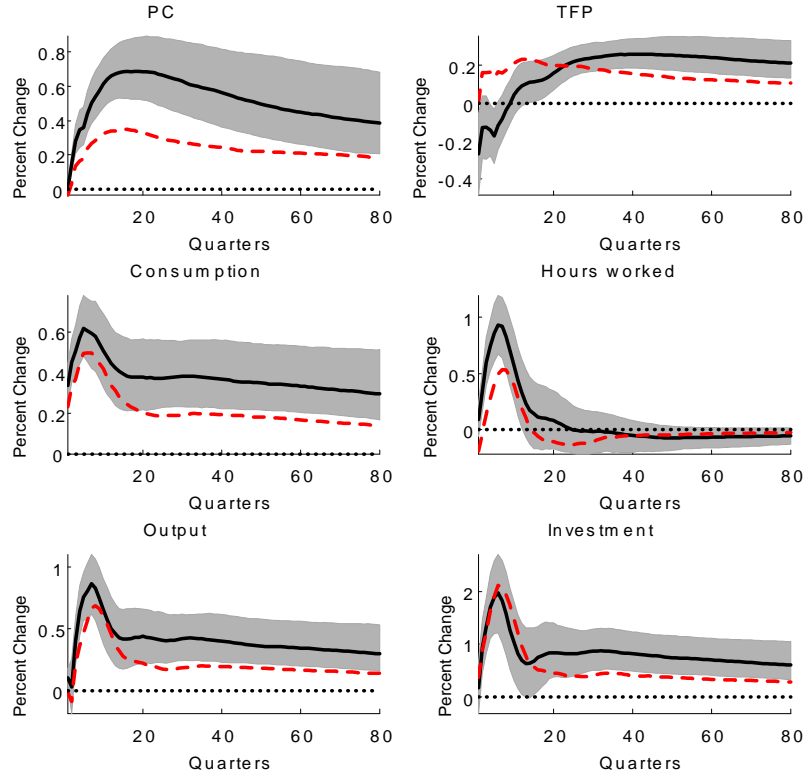 PC
Percent Change
0.8
0.6
0.4
0.2
0
20
40
60
80
Quarters
TFP
Percent Change
0.2
0
-0.2
-0.4
20
40
60
80
Quarters
Consumption
Percent Change
0.6
0.4
0.2
0
20
40
60
80
Quarters
Hours worked
Percent Change
1
0.5
0
20
40
60
80
Quarters
Output
Percent Change
1
0.5
0
20
40
60
80
Quarters
Investment
Percent Change
2
1
0
20
40
60
80
Quarters